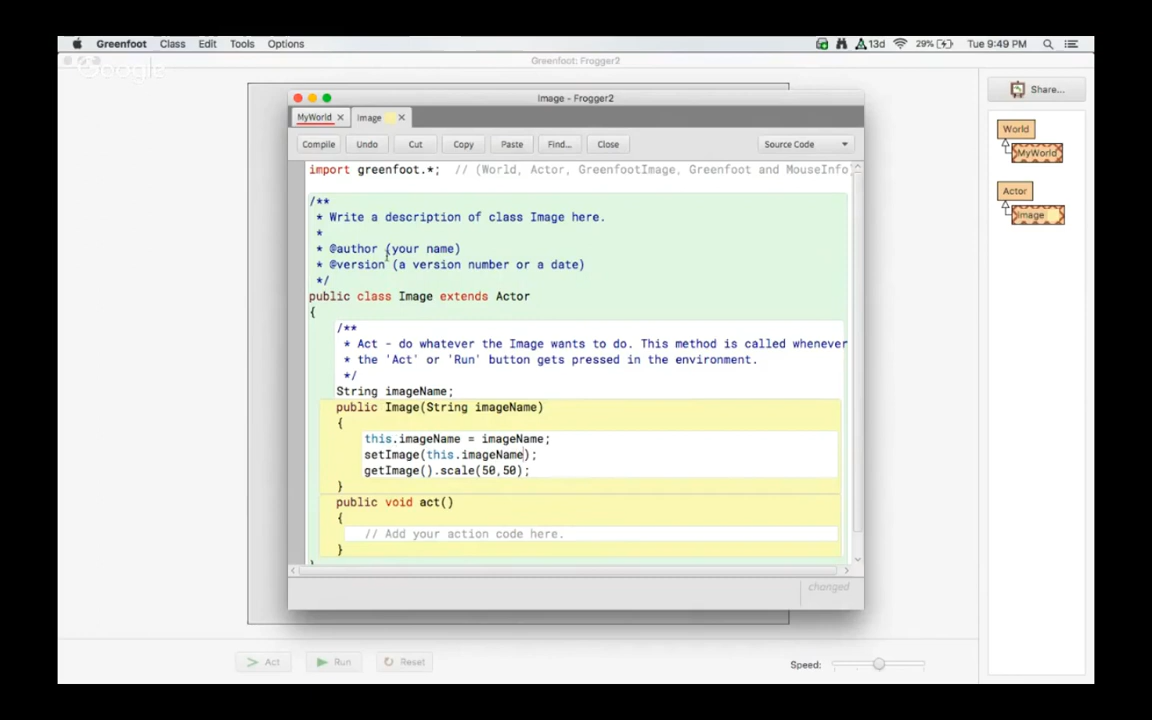 Greenfoot Class Edit Tools Options 13d 29% Tue 9:49 PM
Google
Greenfoot: Frogger2
Share...
Image - Frogger2
MyWorld Image
Compile Undo Cut Copy Paste Find... Close Source Code
World
MyWorld
Actor
Image
import greenfoot.*;  // (World, Actor, GreenfootImage, Greenfoot and MouseInfo)
/**
* Write a description of class Image here.
*
* @author (your name)
* @version (a version number or a date)
*/
public class Image extends Actor
{
/**
* Act - do whatever the Image wants to do. This method is called whenever
* the 'Act' or 'Run' button gets pressed in the environment.
*/
String imageName;
public Image(String imageName)
{
this.imageName = imageName;
setImage(this.imageName);
getImage().scale(50,50);
}
public void act()
{
// Add your action code here.
}
changed
Act Run Reset Speed: